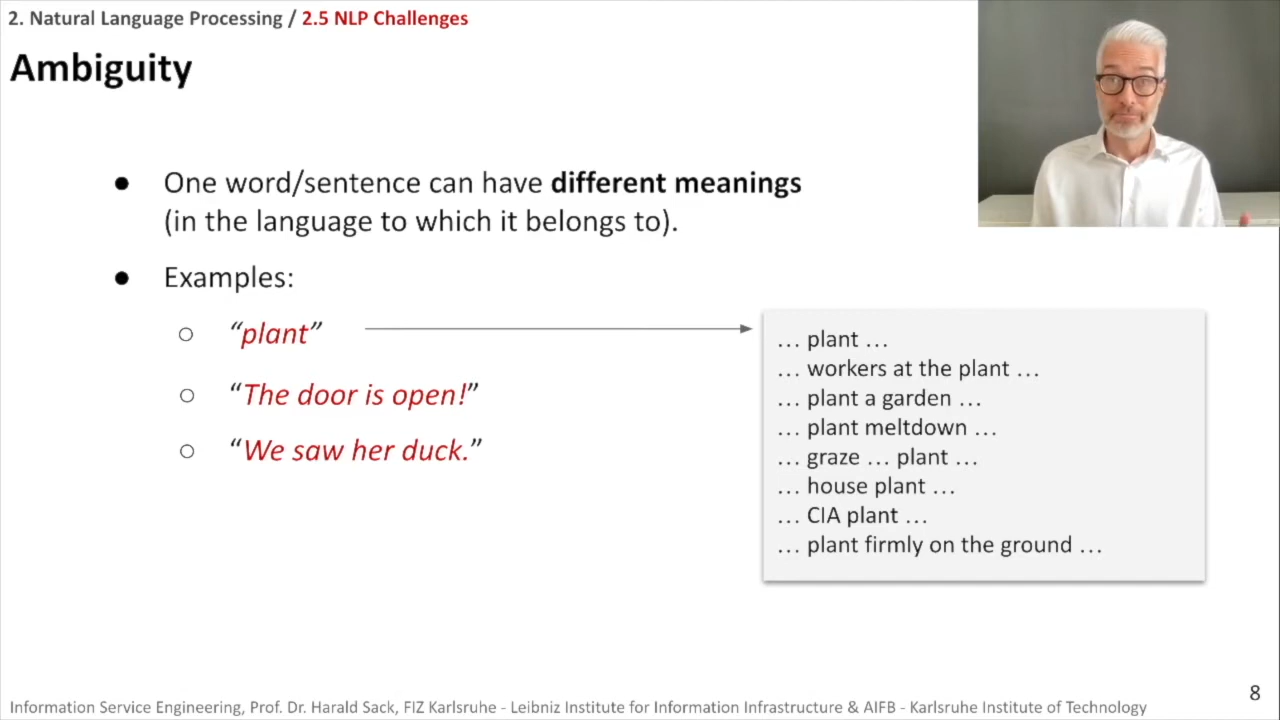 2. Natural Language Processing / 2.5 NLP Challenges
Ambiguity
● One word/sentence can have different meanings
(in the language to which it belongs to).
● Examples:
○ “plant”
○ “The door is open!”
○ “We saw her duck.”
… plant …
… workers at the plant …
… plant a garden …
… plant meltdown …
… graze … plant …
… house plant …
… CIA plant …
… plant firmly on the ground …
8
Information Service Engineering, Prof. Dr. Harald Sack, FIZ Karlsruhe - Leibniz Institute for Information Infrastructure & AIFB - Karlsruhe Institute of Technology